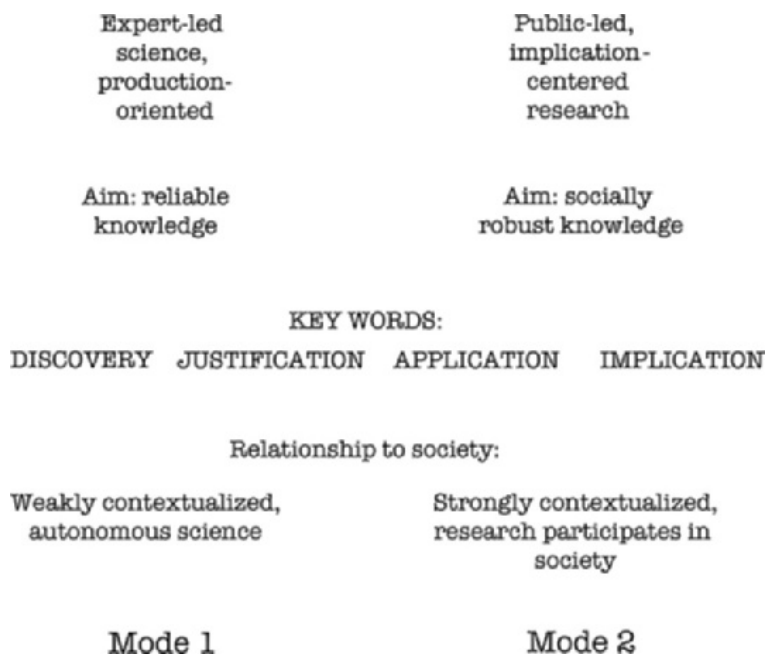 Expert-led
science,
production-
oriented
Public-led,
implication-
centered
research
Aim: reliable
knowledge
Aim: socially
robust knowledge
KEY WORDS:
DISCOVERY JUSTIFICATION APPLICATION IMPLICATION
Relationship to society:
Weakly contextualized,
autonomous science
Strongly contextualized,
research participates in
society
Mode 1
Mode 2